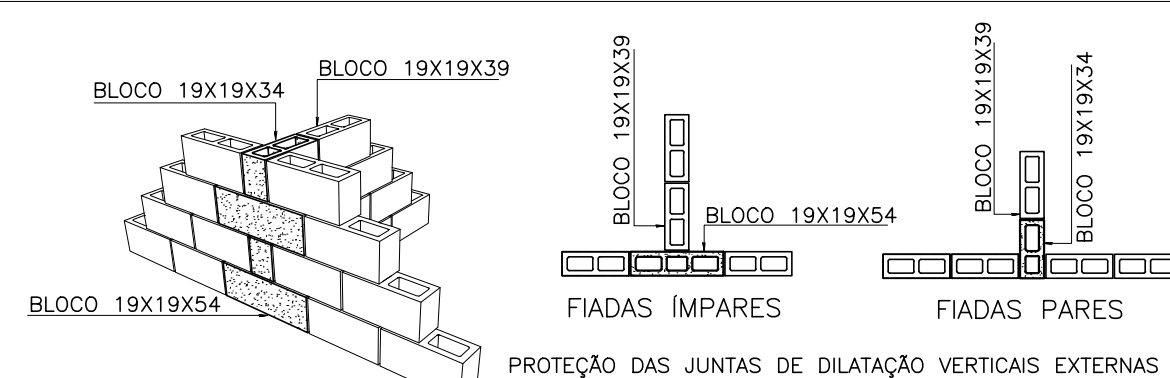 BLOCO 19X19X39
BLOCO 19X19X34
BLOCO 19X19X54
BLOCO 19X19X39
BLOCO 19X19X54
FIADAS ÍMPARES
BLOCO 19X19X39
BLOCO 19X19X34
FIADAS PARES
PROTEÇÃO DAS JUNTAS DE DILATAÇÃO VERTICAIS EXTERNAS